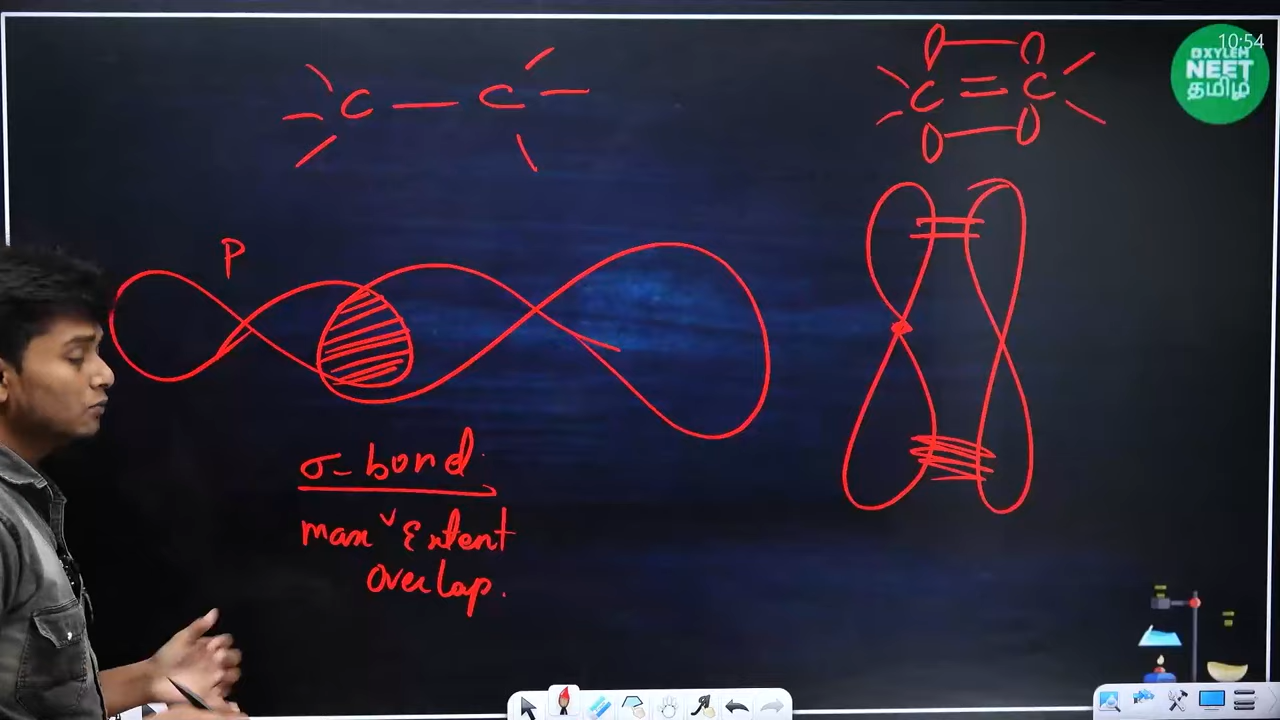 C — C
C = C
10:54
OXYLEM
NEET
தமிழ்
P
σ- bond
max Extent
overlap.